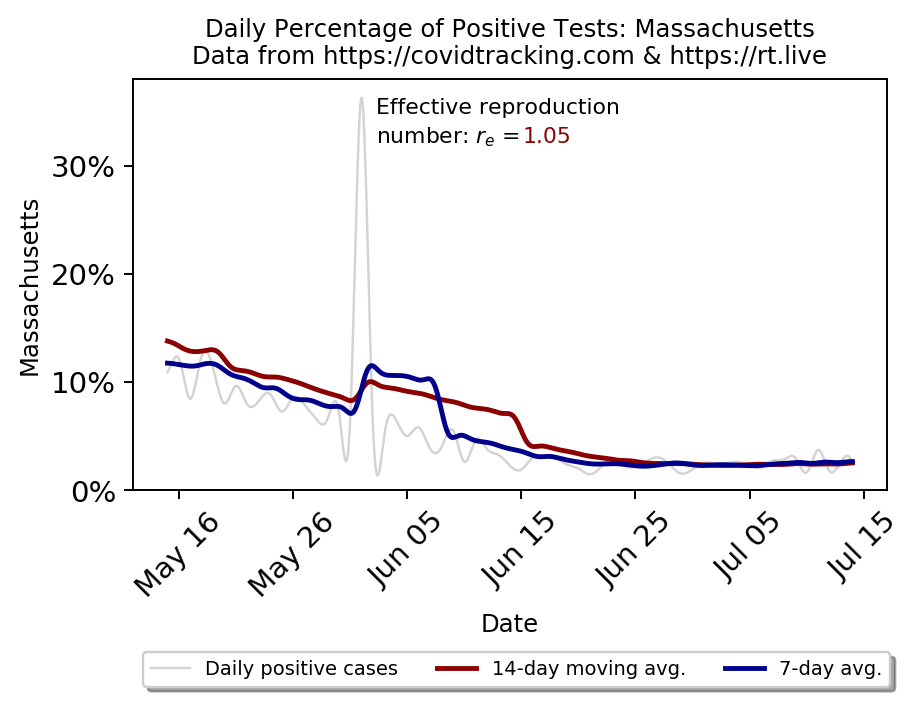 Daily Percentage of Positive Tests: Massachusetts
Data from https://covidtracking.com & https://rt.live
Effective reproduction
number: rₑ =1.05
Massachusetts
30%
20%
10%
0%
May 16
May 26
Jun 05
Jun 15
Jun 25
Jul 05
Jul 15
Date
Daily positive cases
14-day moving avg.
7-day avg.